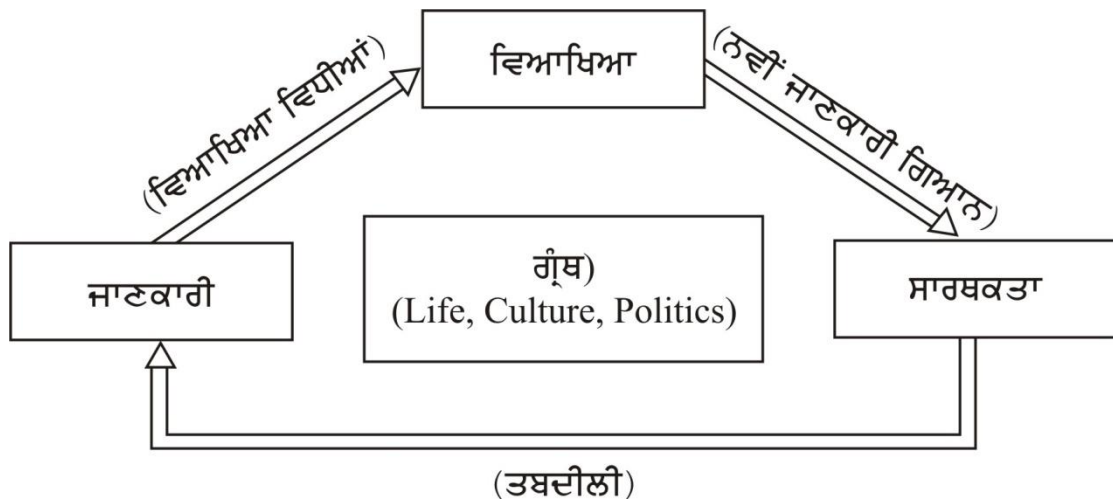 ਵਿਆਖਿਆ
(ਵਿਆਖਿਆ ਵਿਧੀਆਂ)
(ਨਵੀਂ ਜਾਣਕਾਰੀ ਗਿਆਨ)
ਜਾਣਕਾਰੀ
ਗ੍ਰੰਥ)
(Life, Culture, Politics)
ਸਾਰਥਕਤਾ
(ਤਬਦੀਲੀ)